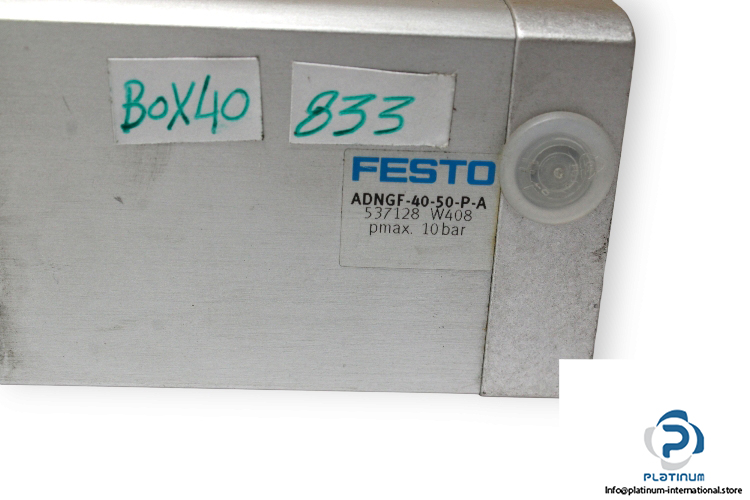 BOX40
833
FESTO
ADNGF-40-50-P-A
537128 W408
pmax. 10bar
PLATINUM
Info@platinum-international.store